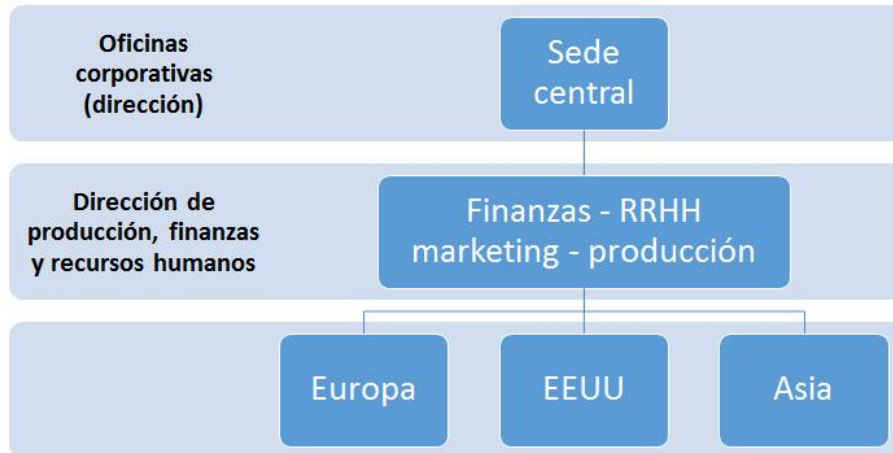 Oficinas
corporativas
(dirección)
Sede
central
Dirección de
producción, finanzas
y recursos humanos
Finanzas - RRHH
marketing - producción
Europa
EEUU
Asia